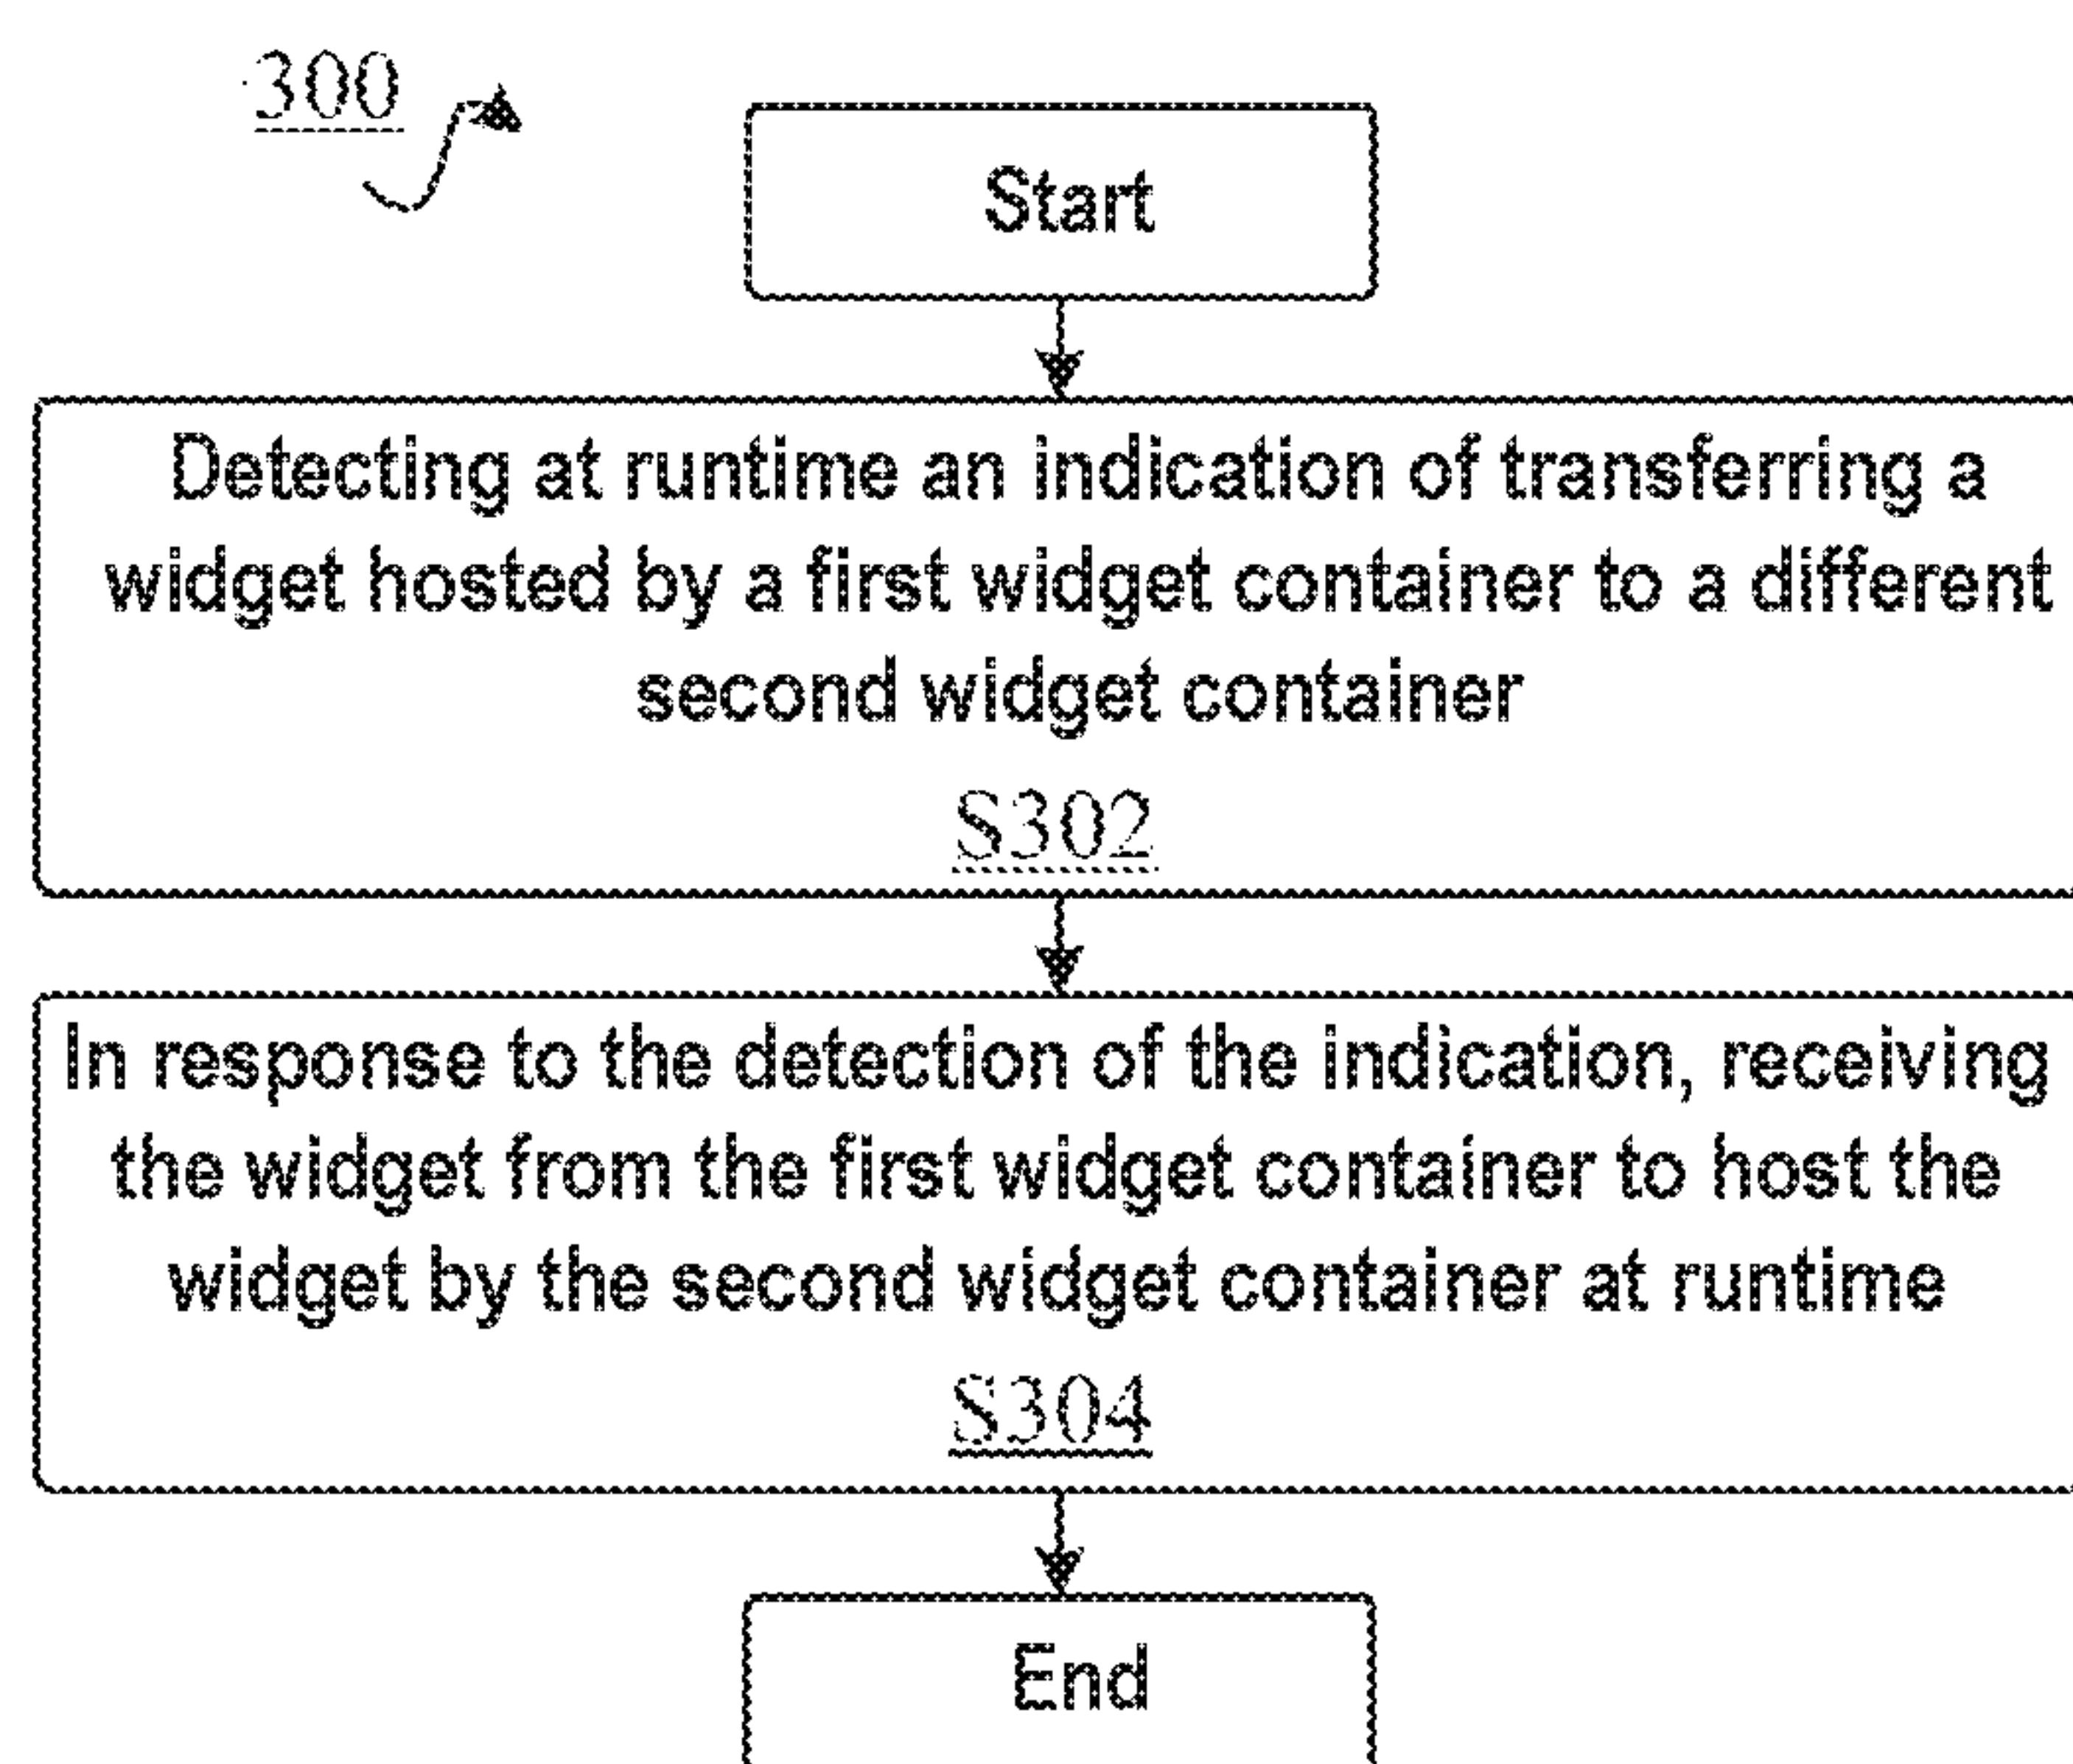 300
Start
Detecting at runtime an indication of transferring a
widget hosted by a first widget container to a different
second widget container
S302
In response to the detection of the indication, receiving
the widget from the first widget container to host the
widget by the second widget container at runtime
S304
End